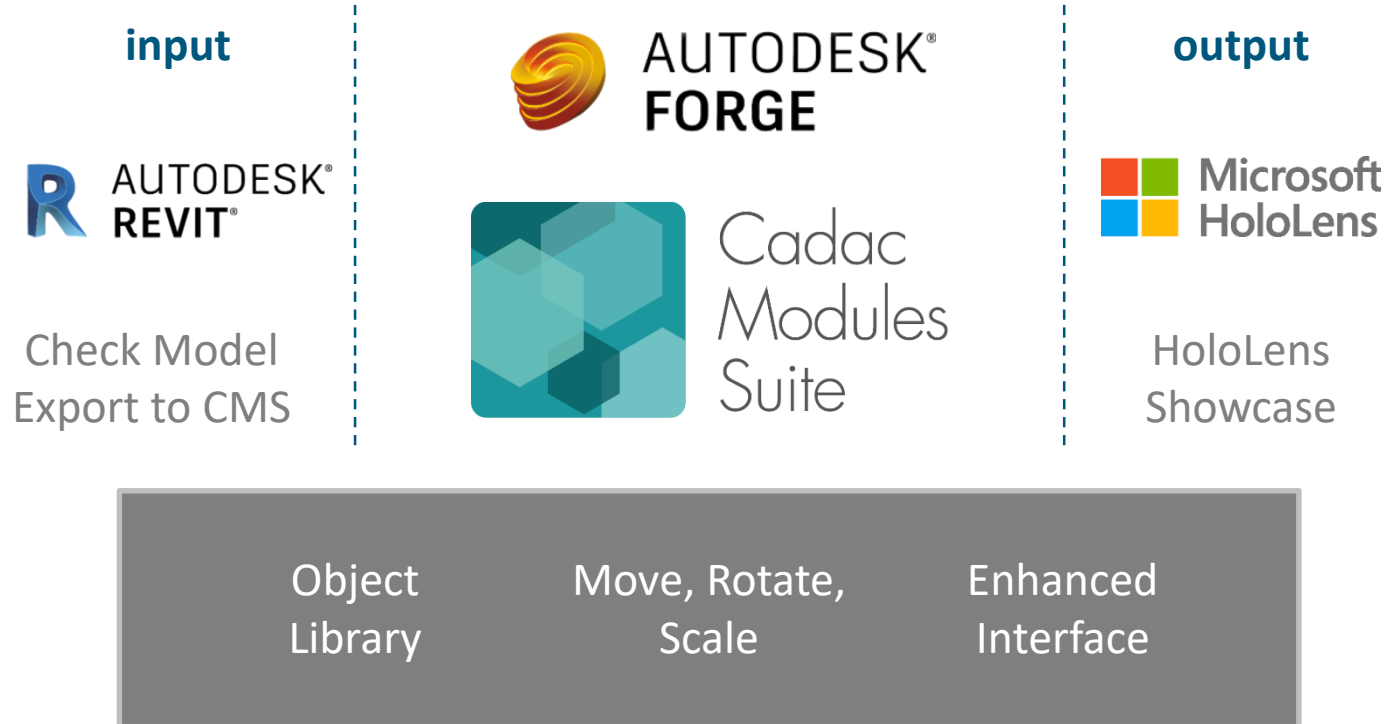 input
AUTODESK®
REVIT®
Check Model
Export to CMS
AUTODESK®
FORGE
Cadac
Modules
Suite
output
Microsoft
HoloLens
HoloLens
Showcase
Object
Library
Move, Rotate,
Scale
Enhanced
Interface